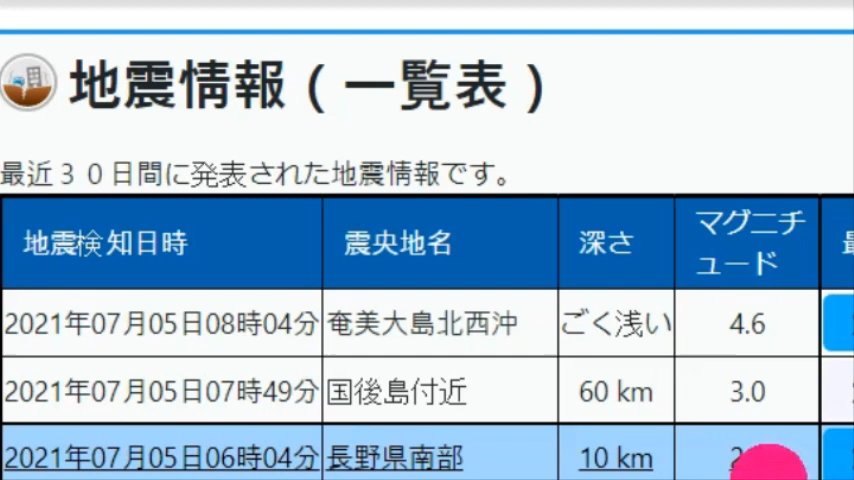 地震情報(一覧表)
最近30日間に発表された地震情報です。
地震検知日時 震央地名 深さ マグニチュード
2021年07月05日08時04分 奄美大島北西沖 ごく浅い 4.6
2021年07月05日07時49分 国後島付近 60 km 3.0
2021年07月05日06時04分 長野県南部 10 km